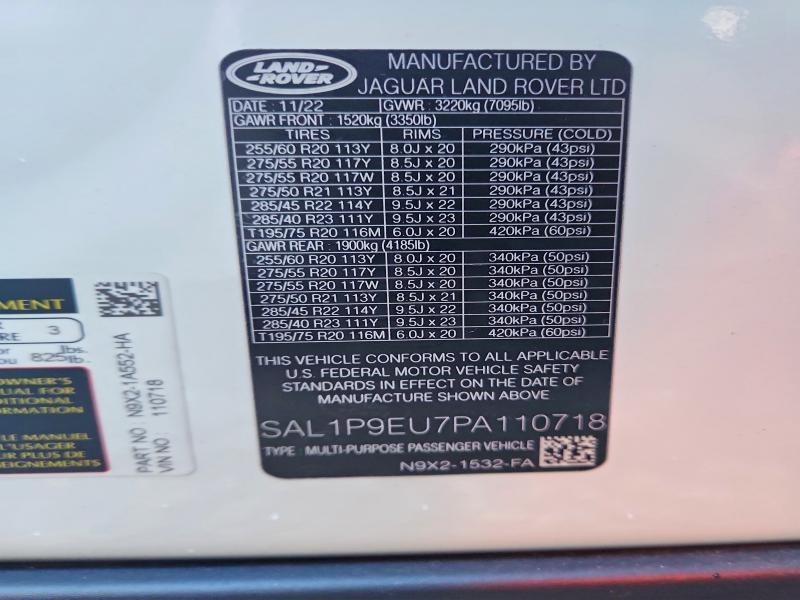 LAND-
-ROVER
MANUFACTURED BY
JAGUAR LAND ROVER LTD
DATE : 11/22 GVWR : 3220kg (7095lb)
GAWR FRONT : 1520kg (3350lb)
TIRES RIMS PRESSURE (COLD)
255/60 R20 113Y 8.0J x 20 290kPa (43psi)
275/55 R20 117Y 8.5J x 20 290kPa (43psi)
275/55 R20 117W 8.5J x 20 290kPa (43psi)
275/50 R21 113Y 8.5J x 21 290kPa (43psi)
285/45 R22 114Y 9.5J x 22 290kPa (43psi)
285/40 R23 111Y 9.5J x 23 290kPa (43psi)
T195/75 R20 116M 6.0J x 20 420kPa (60psi)
GAWR REAR : 1900kg (4185lb)
255/60 R20 113Y 8.0J x 20 340kPa (50psi)
275/55 R20 117Y 8.5J x 20 340kPa (50psi)
275/55 R20 117W 8.5J x 20 340kPa (50psi)
275/50 R21 113Y 8.5J x 21 340kPa (50psi)
285/45 R22 114Y 9.5J x 22 340kPa (50psi)
285/40 R23 111Y 9.5J x 23 340kPa (50psi)
T195/75 R20 116M 6.0J x 20 420kPa (60psi)
THIS VEHICLE CONFORMS TO ALL APPLICABLE
U.S. FEDERAL MOTOR VEHICLE SAFETY
STANDARDS IN EFFECT ON THE DATE OF
MANUFACTURE SHOWN ABOVE
SAL1P9EU7PA110718
TYPE : MULTI-PURPOSE PASSENGER VEHICLE
N9X2-1532-FA
3
lbs.
825 lb.
OWNER'S
FOR
DITIONAL
ORMATION
LE MANUEL
L'USAGER
UR PLUS DE
PART NO : N9X2-1A552-HA
VIN NO : 110718